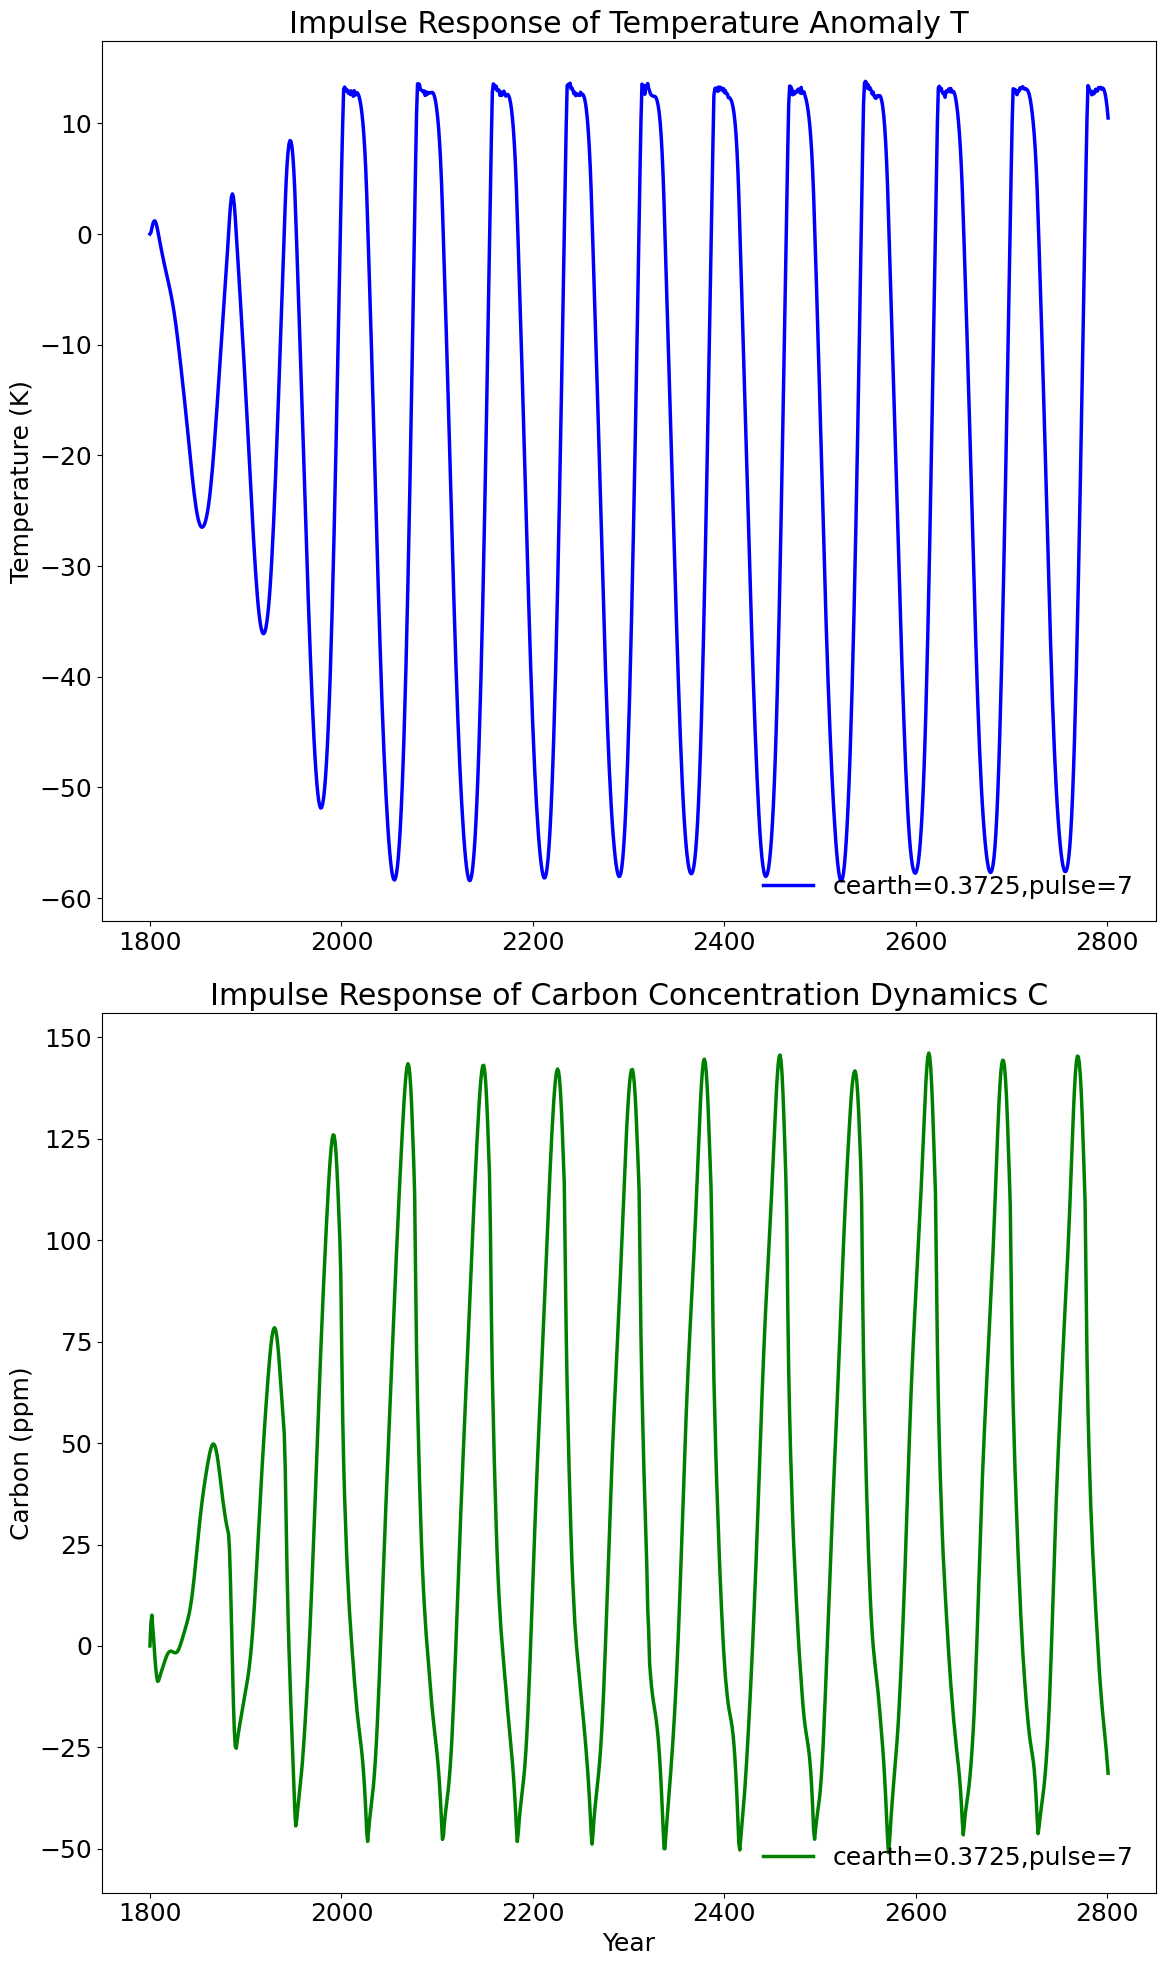 Impulse Response of Temperature Anomaly T
Temperature (K)
10
0
−10
−20
−30
−40
−50
−60
cearth=0.3725,pulse=7
1800 2000 2200 2400 2600 2800
Impulse Response of Carbon Concentration Dynamics C
Carbon (ppm)
150
125
100
75
50
25
0
−25
−50
cearth=0.3725,pulse=7
1800 2000 2200 2400 2600 2800
Year